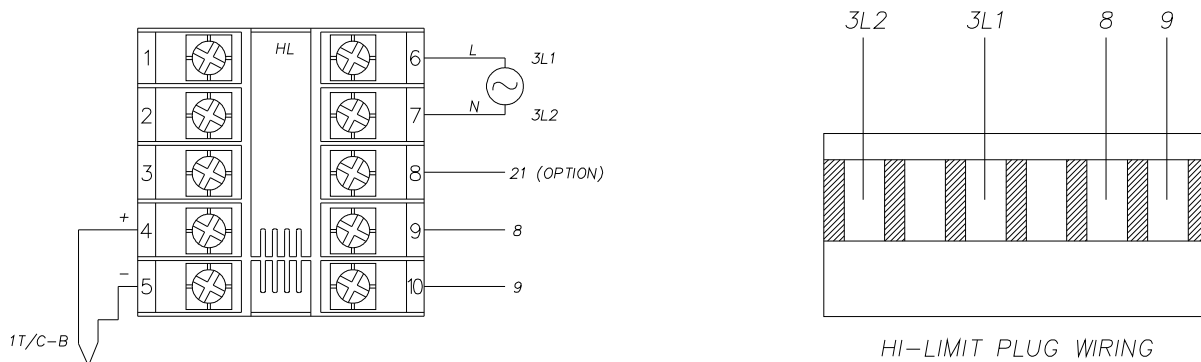 3L2 3L1 8 9
HL
1 6 L 3L1
2 7 N 3L2
3 8 21 (OPTION)
+ 4 9 8
- 5 10 9
1T/C-B
HI-LIMIT PLUG WIRING